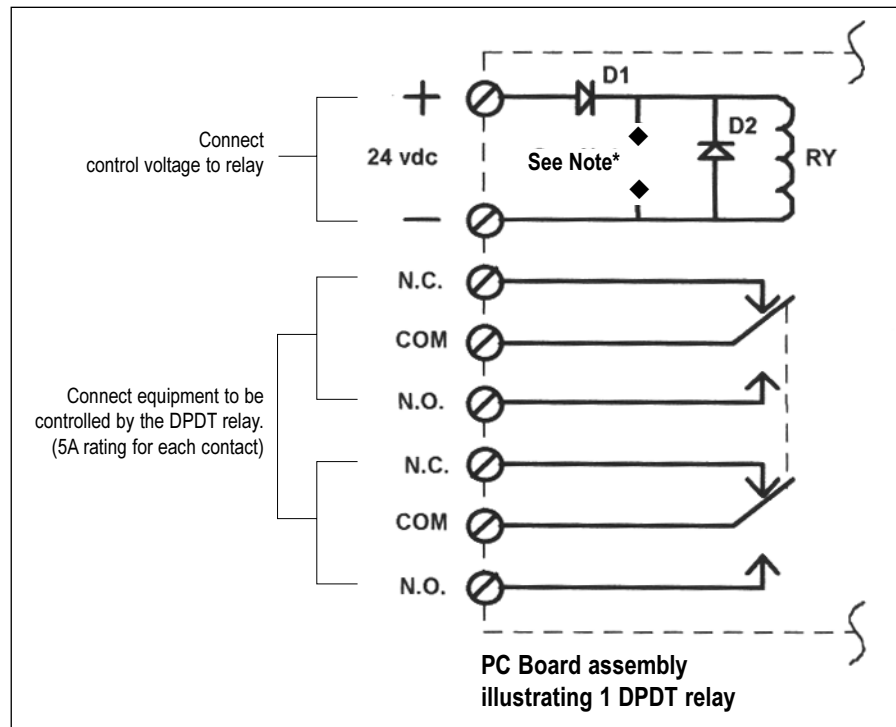 D1
+
Connect
control voltage to relay
24 vdc
See Note*
D2
RY
−
N.C.
COM
N.O.
Connect equipment to be
controlled by the DPDT relay.
(5A rating for each contact)
N.C.
COM
N.O.
PC Board assembly
illustrating 1 DPDT relay